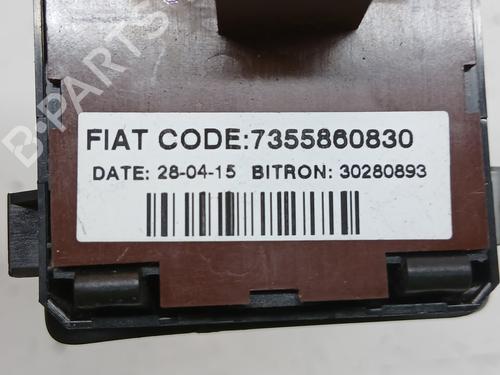 B-PARTS
FIAT CODE:7355860830
DATE: 28-04-15 BITRON: 30280893